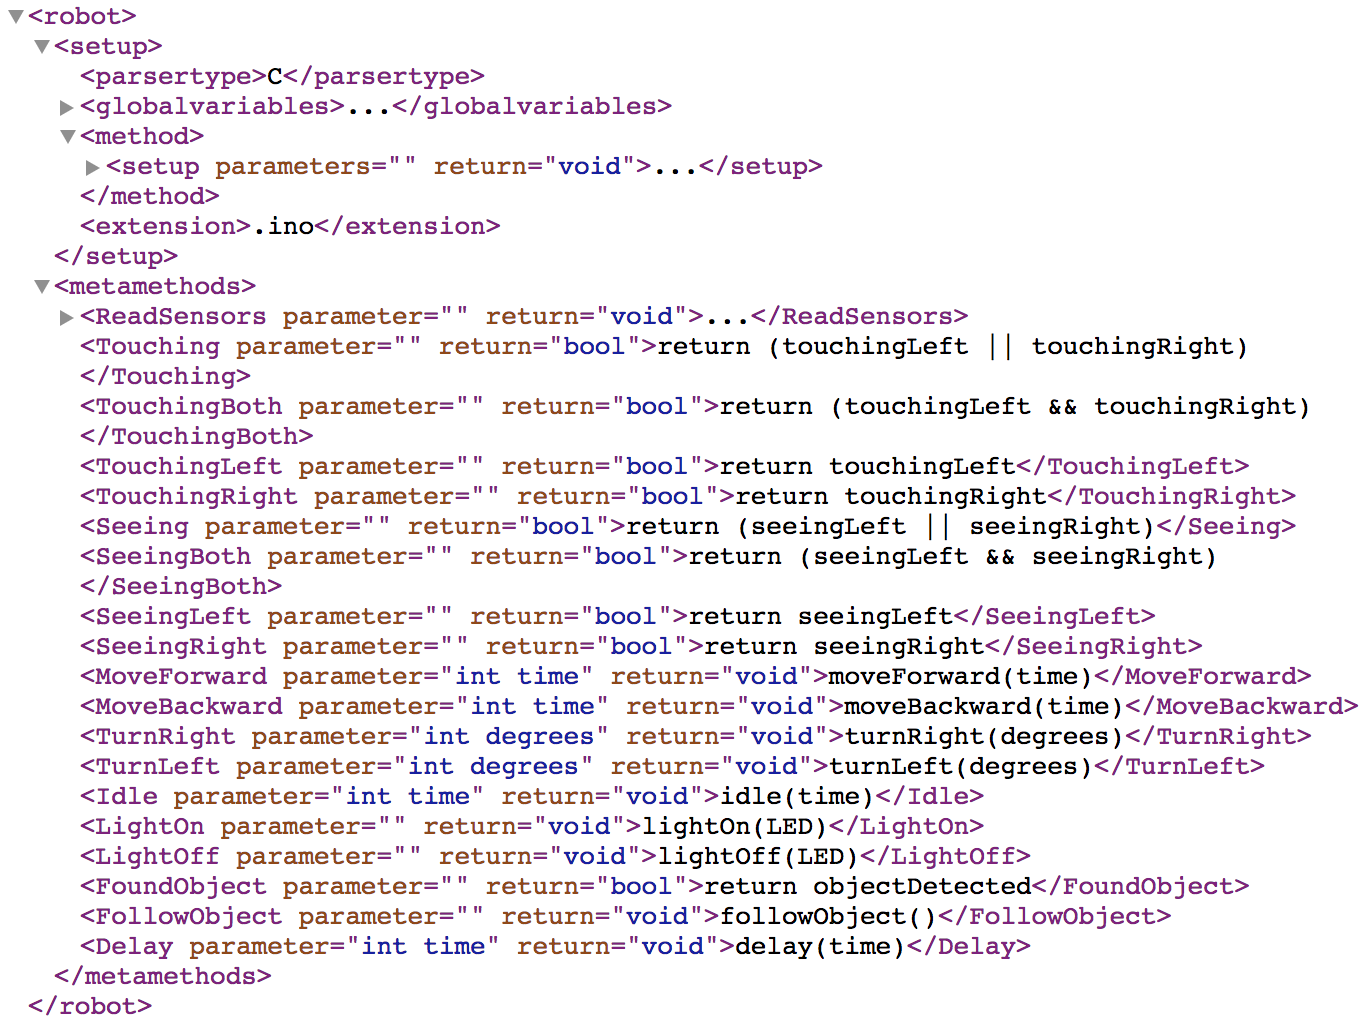 <robot>
<setup>
<parsertype>C</parsertype>
<globalvariables>...</globalvariables>
<method>
<setup parameters="" return="void">...</setup>
</method>
<extension>.ino</extension>
</setup>
<metamethods>
<ReadSensors parameter="" return="void">...</ReadSensors>
<Touching parameter="" return="bool">return (touchingLeft || touchingRight)
</Touching>
<TouchingBoth parameter="" return="bool">return (touchingLeft && touchingRight)
</TouchingBoth>
<TouchingLeft parameter="" return="bool">return touchingLeft</TouchingLeft>
<TouchingRight parameter="" return="bool">return touchingRight</TouchingRight>
<Seeing parameter="" return="bool">return (seeingLeft || seeingRight)</Seeing>
<SeeingBoth parameter="" return="bool">return (seeingLeft && seeingRight)
</SeeingBoth>
<SeeingLeft parameter="" return="bool">return seeingLeft</SeeingLeft>
<SeeingRight parameter="" return="bool">return seeingRight</SeeingRight>
<MoveForward parameter="int time" return="void">moveForward(time)</MoveForward>
<MoveBackward parameter="int time" return="void">moveBackward(time)</MoveBackward>
<TurnRight parameter="int degrees" return="void">turnRight(degrees)</TurnRight>
<TurnLeft parameter="int degrees" return="void">turnLeft(degrees)</TurnLeft>
<Idle parameter="int time" return="void">idle(time)</Idle>
<LightOn parameter="" return="void">lightOn(LED)</LightOn>
<LightOff parameter="" return="void">lightOff(LED)</LightOff>
<FoundObject parameter="" return="bool">return objectDetected</FoundObject>
<FollowObject parameter="" return="void">followObject()</FollowObject>
<Delay parameter="int time" return="void">delay(time)</Delay>
</metamethods>
</robot>